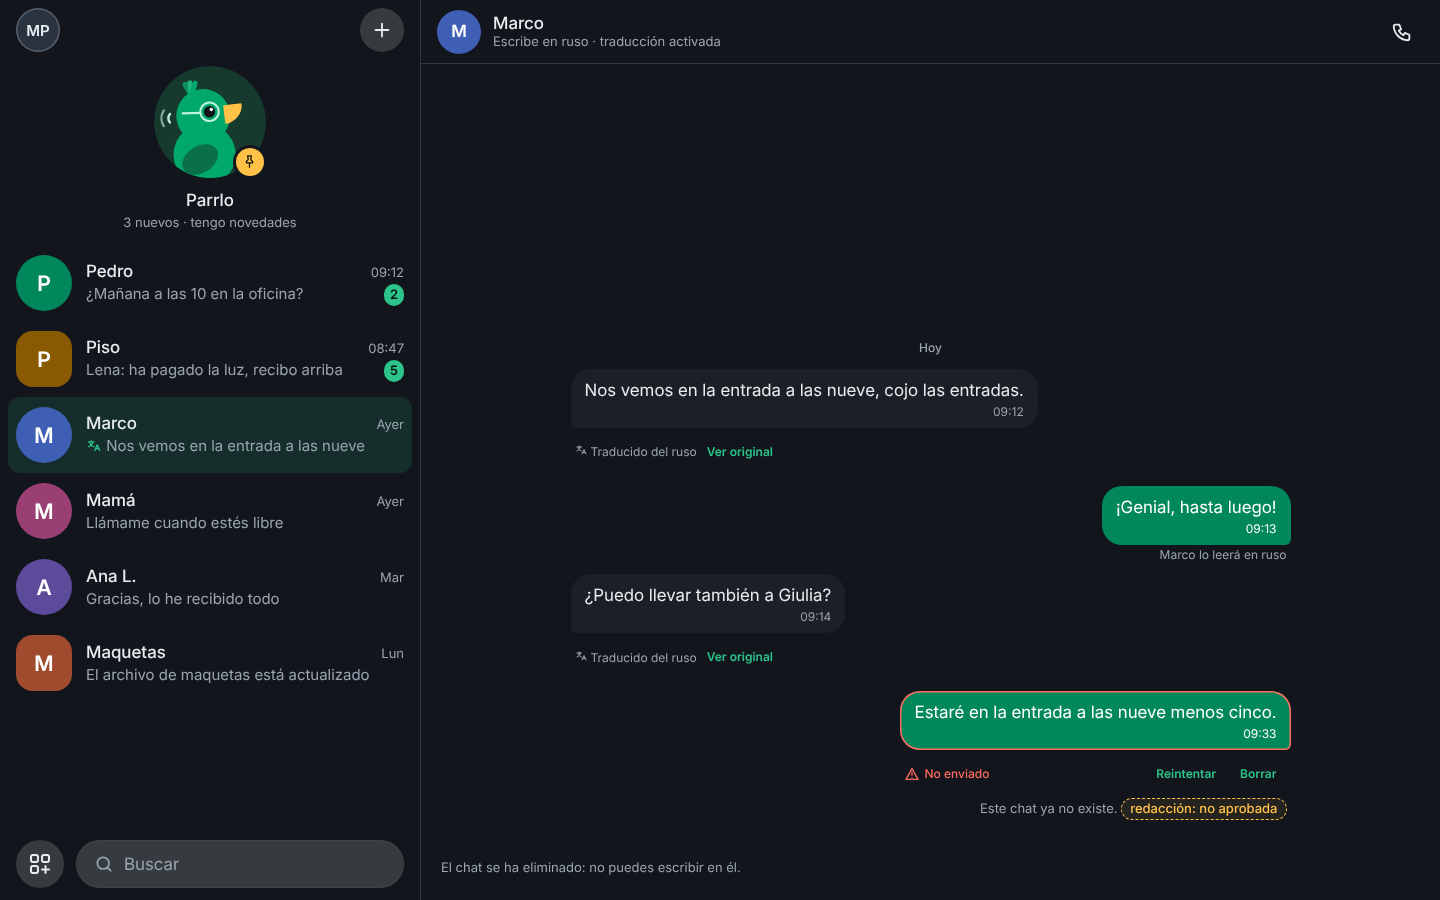 MP
Parrlo
3 nuevos · tengo novedades
P
Pedro
09:12
¿Mañana a las 10 en la oficina?
2
P
Piso
08:47
Lena: ha pagado la luz, recibo arriba
5
M
Marco
Ayer
Nos vemos en la entrada a las nueve
M
Mamá
Ayer
Llámame cuando estés libre
A
Ana L.
Mar
Gracias, lo he recibido todo
M
Maquetas
Lun
El archivo de maquetas está actualizado
Buscar
M
Marco
Escribe en ruso · traducción activada
Hoy
Nos vemos en la entrada a las nueve, cojo las entradas.
09:12
Traducido del ruso Ver original
¡Genial, hasta luego!
09:13
Marco lo leerá en ruso
¿Puedo llevar también a Giulia?
09:14
Traducido del ruso Ver original
Estaré en la entrada a las nueve menos cinco.
09:33
No enviado Reintentar Borrar
Este chat ya no existe. redacción: no aprobada
El chat se ha eliminado: no puedes escribir en él.